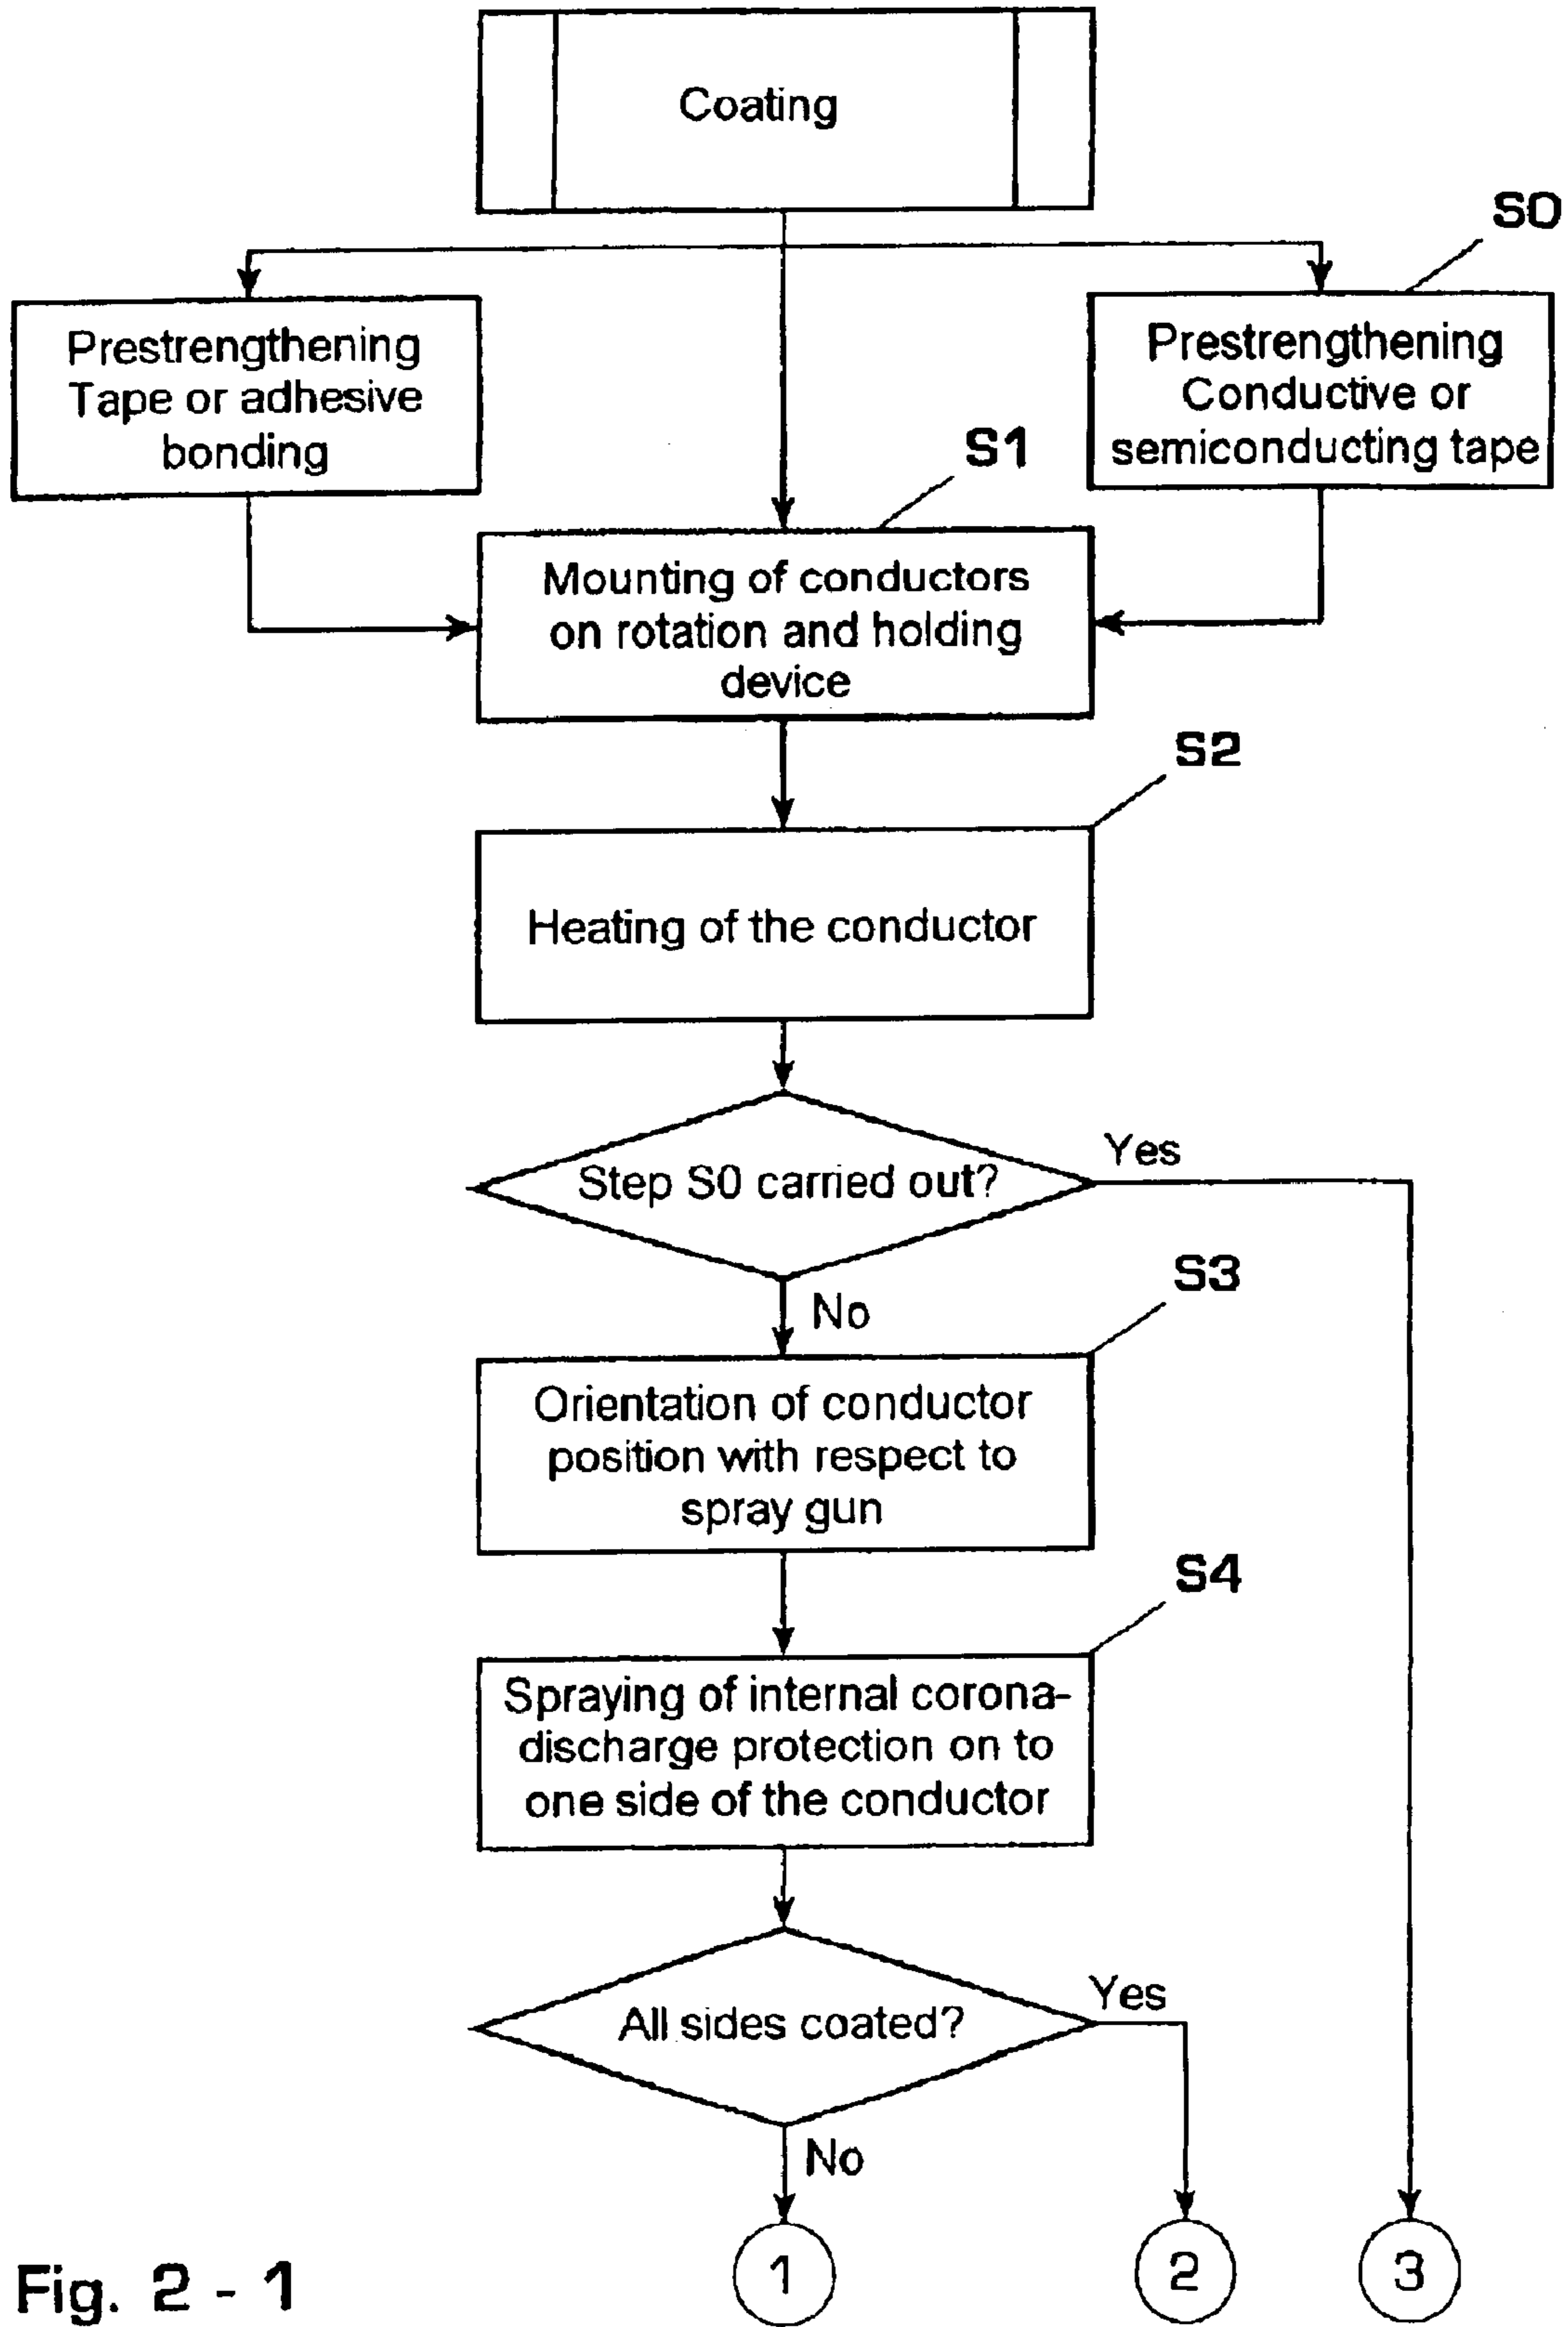 Coating
S0
Prestrengthening
Tape or adhesive
bonding
Prestrengthening
Conductive or
semiconducting tape
S1
Mounting of conductors
on rotation and holding
device
S2
Heating of the conductor
Step S0 carried out?
Yes
No
S3
Orientation of conductor
position with respect to
spray gun
S4
Spraying of internal corona-
discharge protection on to
one side of the conductor
All sides coated?
Yes
No
1
2
3
Fig. 2 - 1